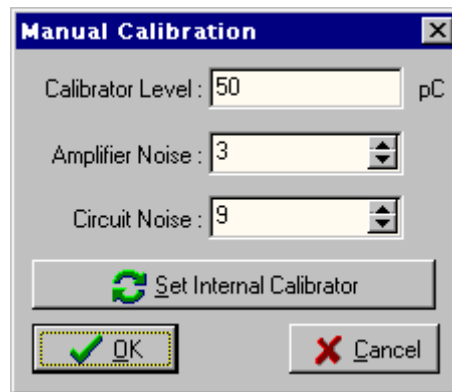 Manual Calibration
Calibrator Level : 50 pC
Amplifier Noise : 3
Circuit Noise : 9
Set Internal Calibrator
OK Cancel